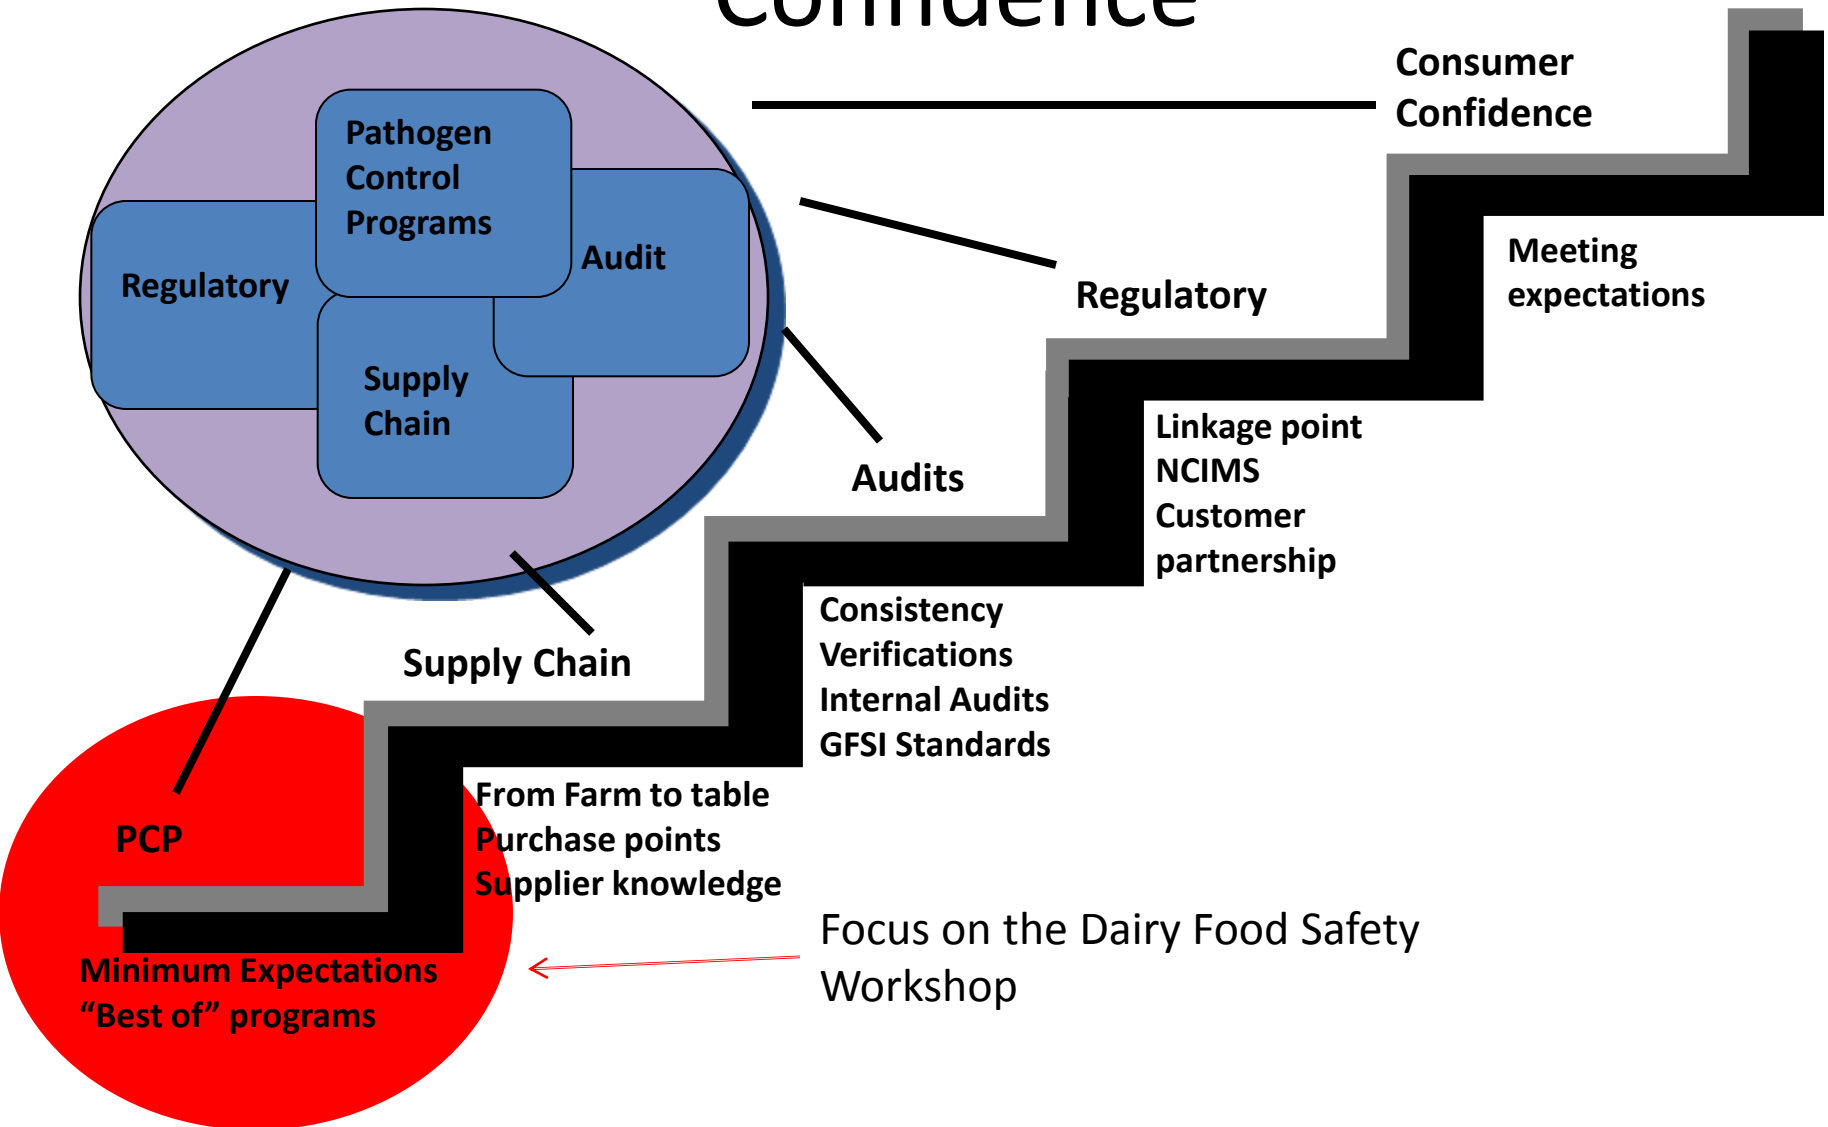 Confidence
Consumer
Confidence
Pathogen
Control
Programs
Audit
Regulatory
Supply
Chain
Regulatory
Meeting
expectations
Audits
Linkage point
NCIMS
Customer
partnership
Supply Chain
Consistency
Verifications
Internal Audits
GFSI Standards
PCP
From Farm to table
Purchase points
Supplier knowledge
Minimum Expectations
“Best of” programs
Focus on the Dairy Food Safety
Workshop